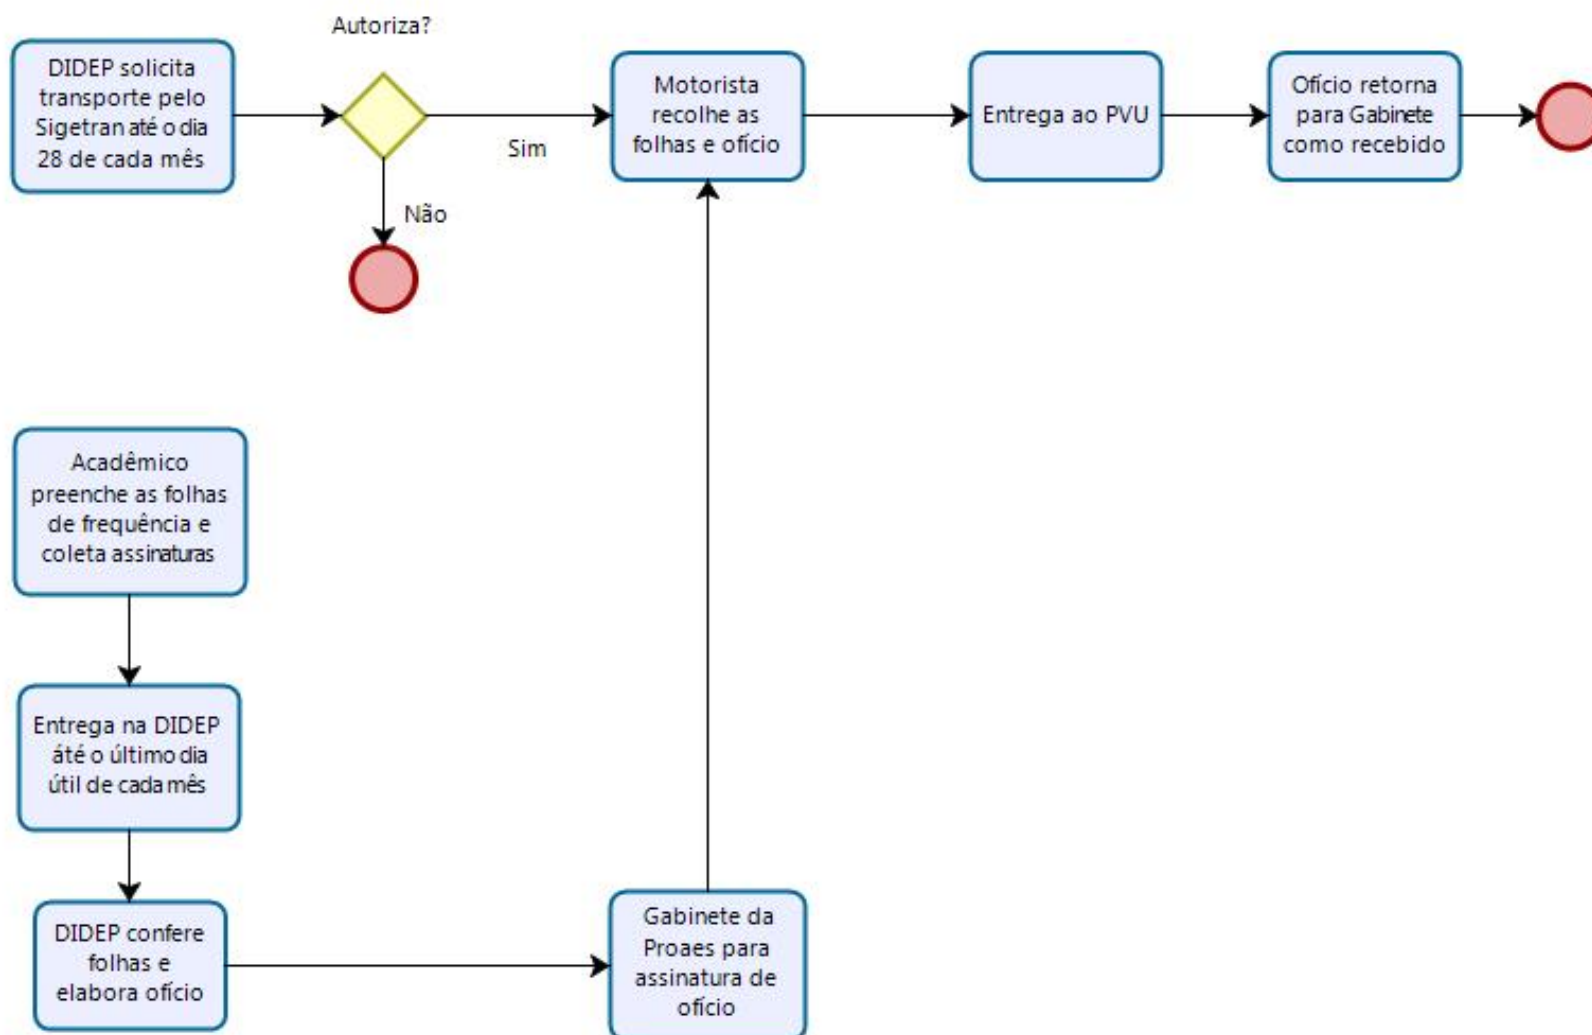 Autoriza?
DIDEP solicita
transporte pelo
Sigetran até o dia
28 de cada mês
Sim
Não
Motorista
recolhe as
folhas e ofício
Entrega ao PVU
Ofício retorna
para Gabinete
como recebido
Acadêmico
preenche as folhas
de frequência e
coleta assinaturas
Entrega na DIDEP
áté o último dia
útil de cada mês
DIDEP confere
folhas e
elabora ofício
Gabinete da
Proaes para
assinatura de
ofício